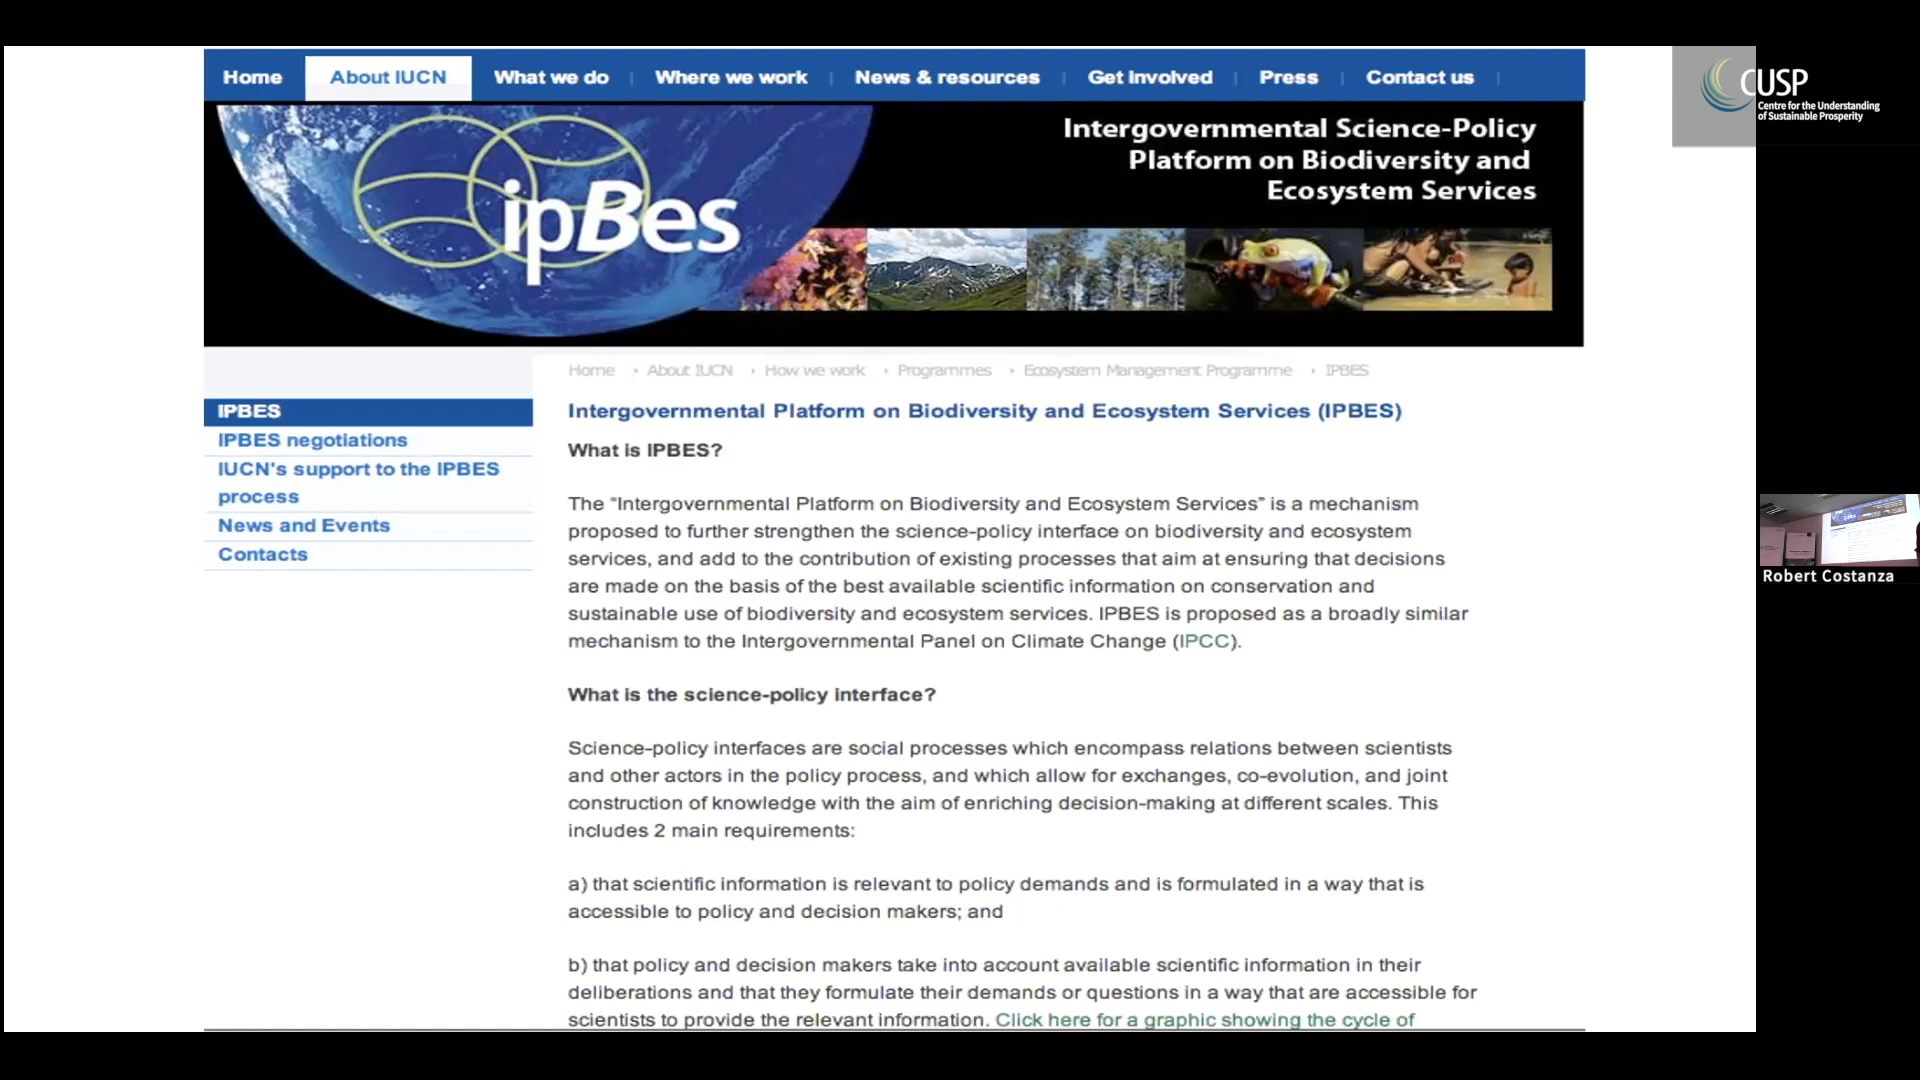 Home
About IUCN
What we do
Where we work
News & resources
Get involved
Press
Contact us
CUSP
Centre for the Understanding
of Sustainable Prosperity
ipBes
Intergovernmental Science-Policy
Platform on Biodiversity and
Ecosystem Services
Home › About IUCN › How we work › Programmes › Ecosystem Management Programme › IPBES
IPBES
IPBES negotiations
IUCN's support to the IPBES
process
News and Events
Contacts
Intergovernmental Platform on Biodiversity and Ecosystem Services (IPBES)
What is IPBES?
The “Intergovernmental Platform on Biodiversity and Ecosystem Services” is a mechanism
proposed to further strengthen the science-policy interface on biodiversity and ecosystem
services, and add to the contribution of existing processes that aim at ensuring that decisions
are made on the basis of the best available scientific information on conservation and
sustainable use of biodiversity and ecosystem services. IPBES is proposed as a broadly similar
mechanism to the Intergovernmental Panel on Climate Change (IPCC).
What is the science-policy interface?
Science-policy interfaces are social processes which encompass relations between scientists
and other actors in the policy process, and which allow for exchanges, co-evolution, and joint
construction of knowledge with the aim of enriching decision-making at different scales. This
includes 2 main requirements:
a) that scientific information is relevant to policy demands and is formulated in a way that is
accessible to policy and decision makers; and
b) that policy and decision makers take into account available scientific information in their
deliberations and that they formulate their demands or questions in a way that are accessible for
scientists to provide the relevant information. Click here for a graphic showing the cycle of
Robert Costanza